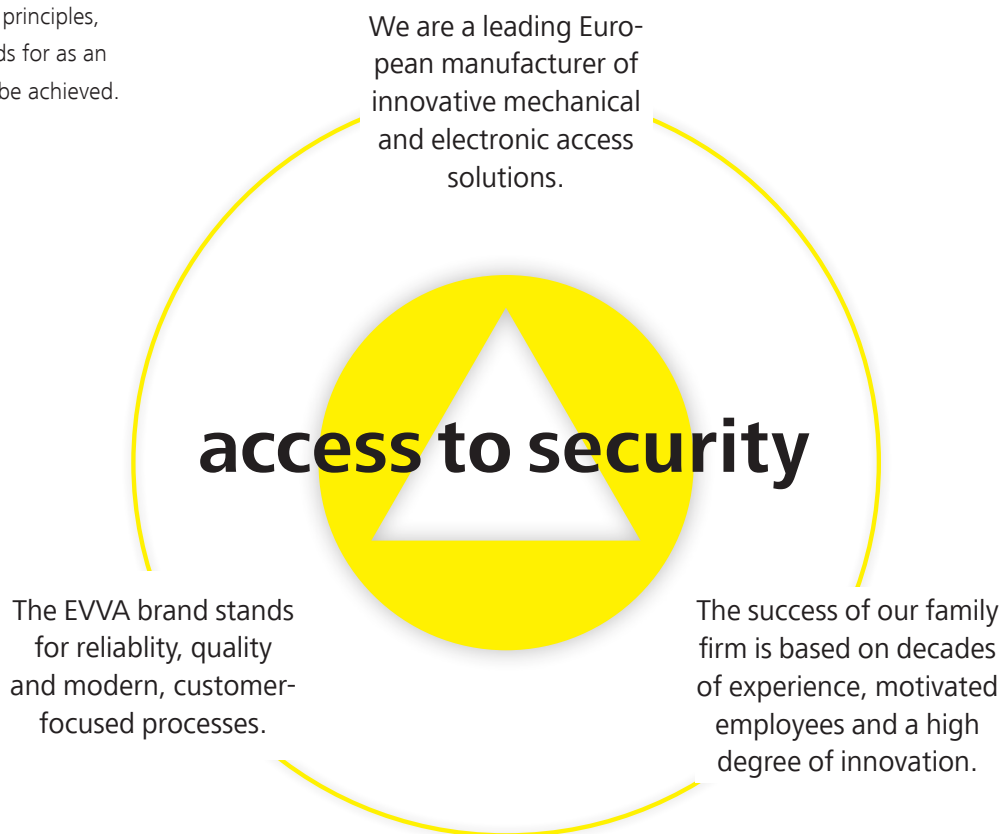 principles,
ds for as an
be achieved.
We are a leading Euro-
pean manufacturer of
innovative mechanical
and electronic access
solutions.
access to security
The EVVA brand stands
for reliablity, quality
and modern, customer-
focused processes.
The success of our family
firm is based on decades
of experience, motivated
employees and a high
degree of innovation.